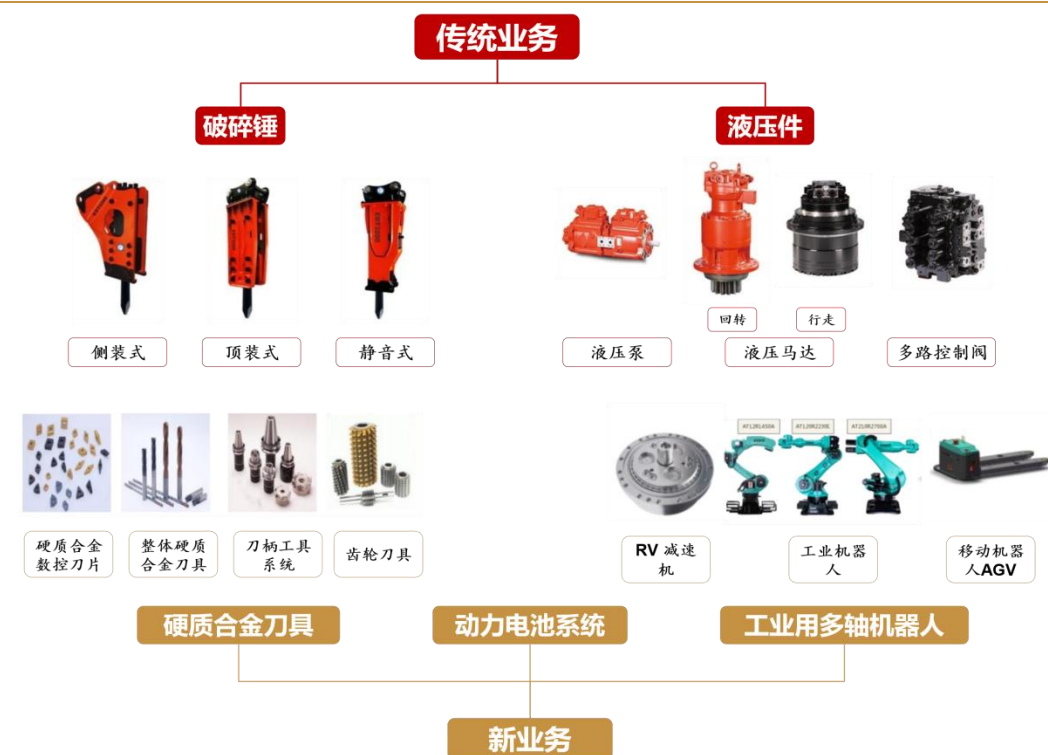 传统业务
破碎锤
液压件
回转
行走
侧装式
顶装式
静音式
液压泵
液压马达
多路控制阀
硬质合金
数控刀片
整体硬质
合金刀具
刀柄工具
系统
齿轮刀具
RV 减速
机
工业机器
人
移动机器
人AGV
硬质合金刀具
动力电池系统
工业用多轴机器人
新业务